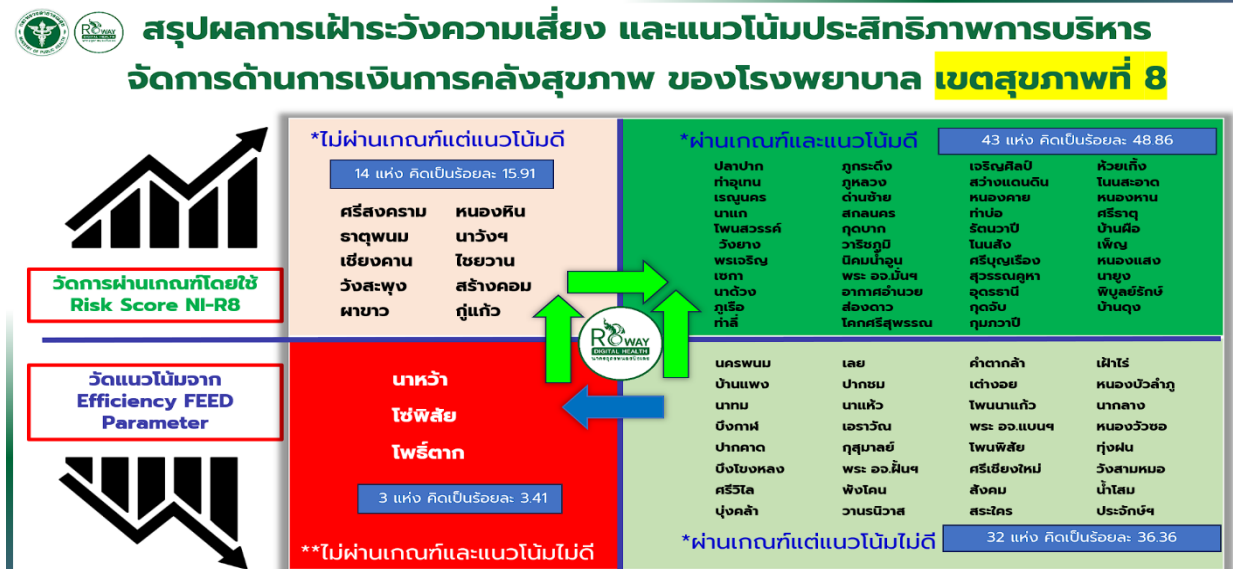 สรุปผลการเฝ้าระวังความเสี่ยง และแนวโน้มประสิทธิภาพการบริหาร
จัดการด้านการเงินการคลังสุขภาพ ของโรงพยาบาล เขตสุขภาพที่ 8
*ไม่ผ่านเกณฑ์แต่แนวโน้มดี
14 แห่ง คิดเป็นร้อยละ 15.91
ศรีสงคราม หนองหิน
ธาตุพนม นาวังฯ
เชียงคาน ไชยวาน
วังสะพุง สร้างคอม
ผาขาว กู่แก้ว
*ผ่านเกณฑ์และแนวโน้มดี 43 แห่ง คิดเป็นร้อยละ 48.86
ปลาปาก ภูกระดึง เจริญศิลป์ ห้วยเกิ้ง
ท่าอุเทน ภูหลวง สว่างแดนดิน โนนสะอาด
เรณูนคร ด่านซ้าย หนองคาย หนองหาน
นาแก สกลนคร ท่าบ่อ ศรีธาตุ
โพนสวรรค์ กุดบาก รัตนวาปี บ้านผือ
วังยาง วาริชภูมิ โนนสัง เพ็ญ
พรเจริญ นิคมน้ำอูน ศรีบุญเรือง หนองแสง
เซกา พระ อจ.มั่นฯ สุวรรณคูหา นายูง
นาด้วง อากาศอำนวย อุดรธานี พิบูลย์รักษ์
ภูเรือ ส่องดาว กุดจับ บ้านดุง
ท่าลี่ โคกศรีสุพรรณ กุมภวาปี
วัดการผ่านเกณฑ์โดยใช้
Risk Score NI-R8
วัดแนวโน้มจาก
Efficiency FEED
Parameter
R8WAY
DIGITAL HEALTH
นาหว้า
โซ่พิสัย
โพธิ์ตาก
3 แห่ง คิดเป็นร้อยละ 3.41
**ไม่ผ่านเกณฑ์และแนวโน้มไม่ดี
นครพนม เลย คำตากล้า เฝ้าไร่
บ้านแพง ปากชม เต่างอย หนองบัวลำภู
นาทม นาแห้ว โพนนาแก้ว นากลาง
บึงกาฬ เอราวัณ พระ อจ.แบนฯ หนองวัวซอ
ปากคาด กุสุมาลย์ โพนพิสัย ทุ่งฝน
บึงโขงหลง พระ อจ.ฝั้นฯ ศรีเชียงใหม่ วังสามหมอ
ศรีวิไล พังโคน สังคม น้ำโสม
บุ่งคล้า วานรนิวาส สระใคร ประจักษ์ฯ
*ผ่านเกณฑ์แต่แนวโน้มไม่ดี 32 แห่ง คิดเป็นร้อยละ 36.36